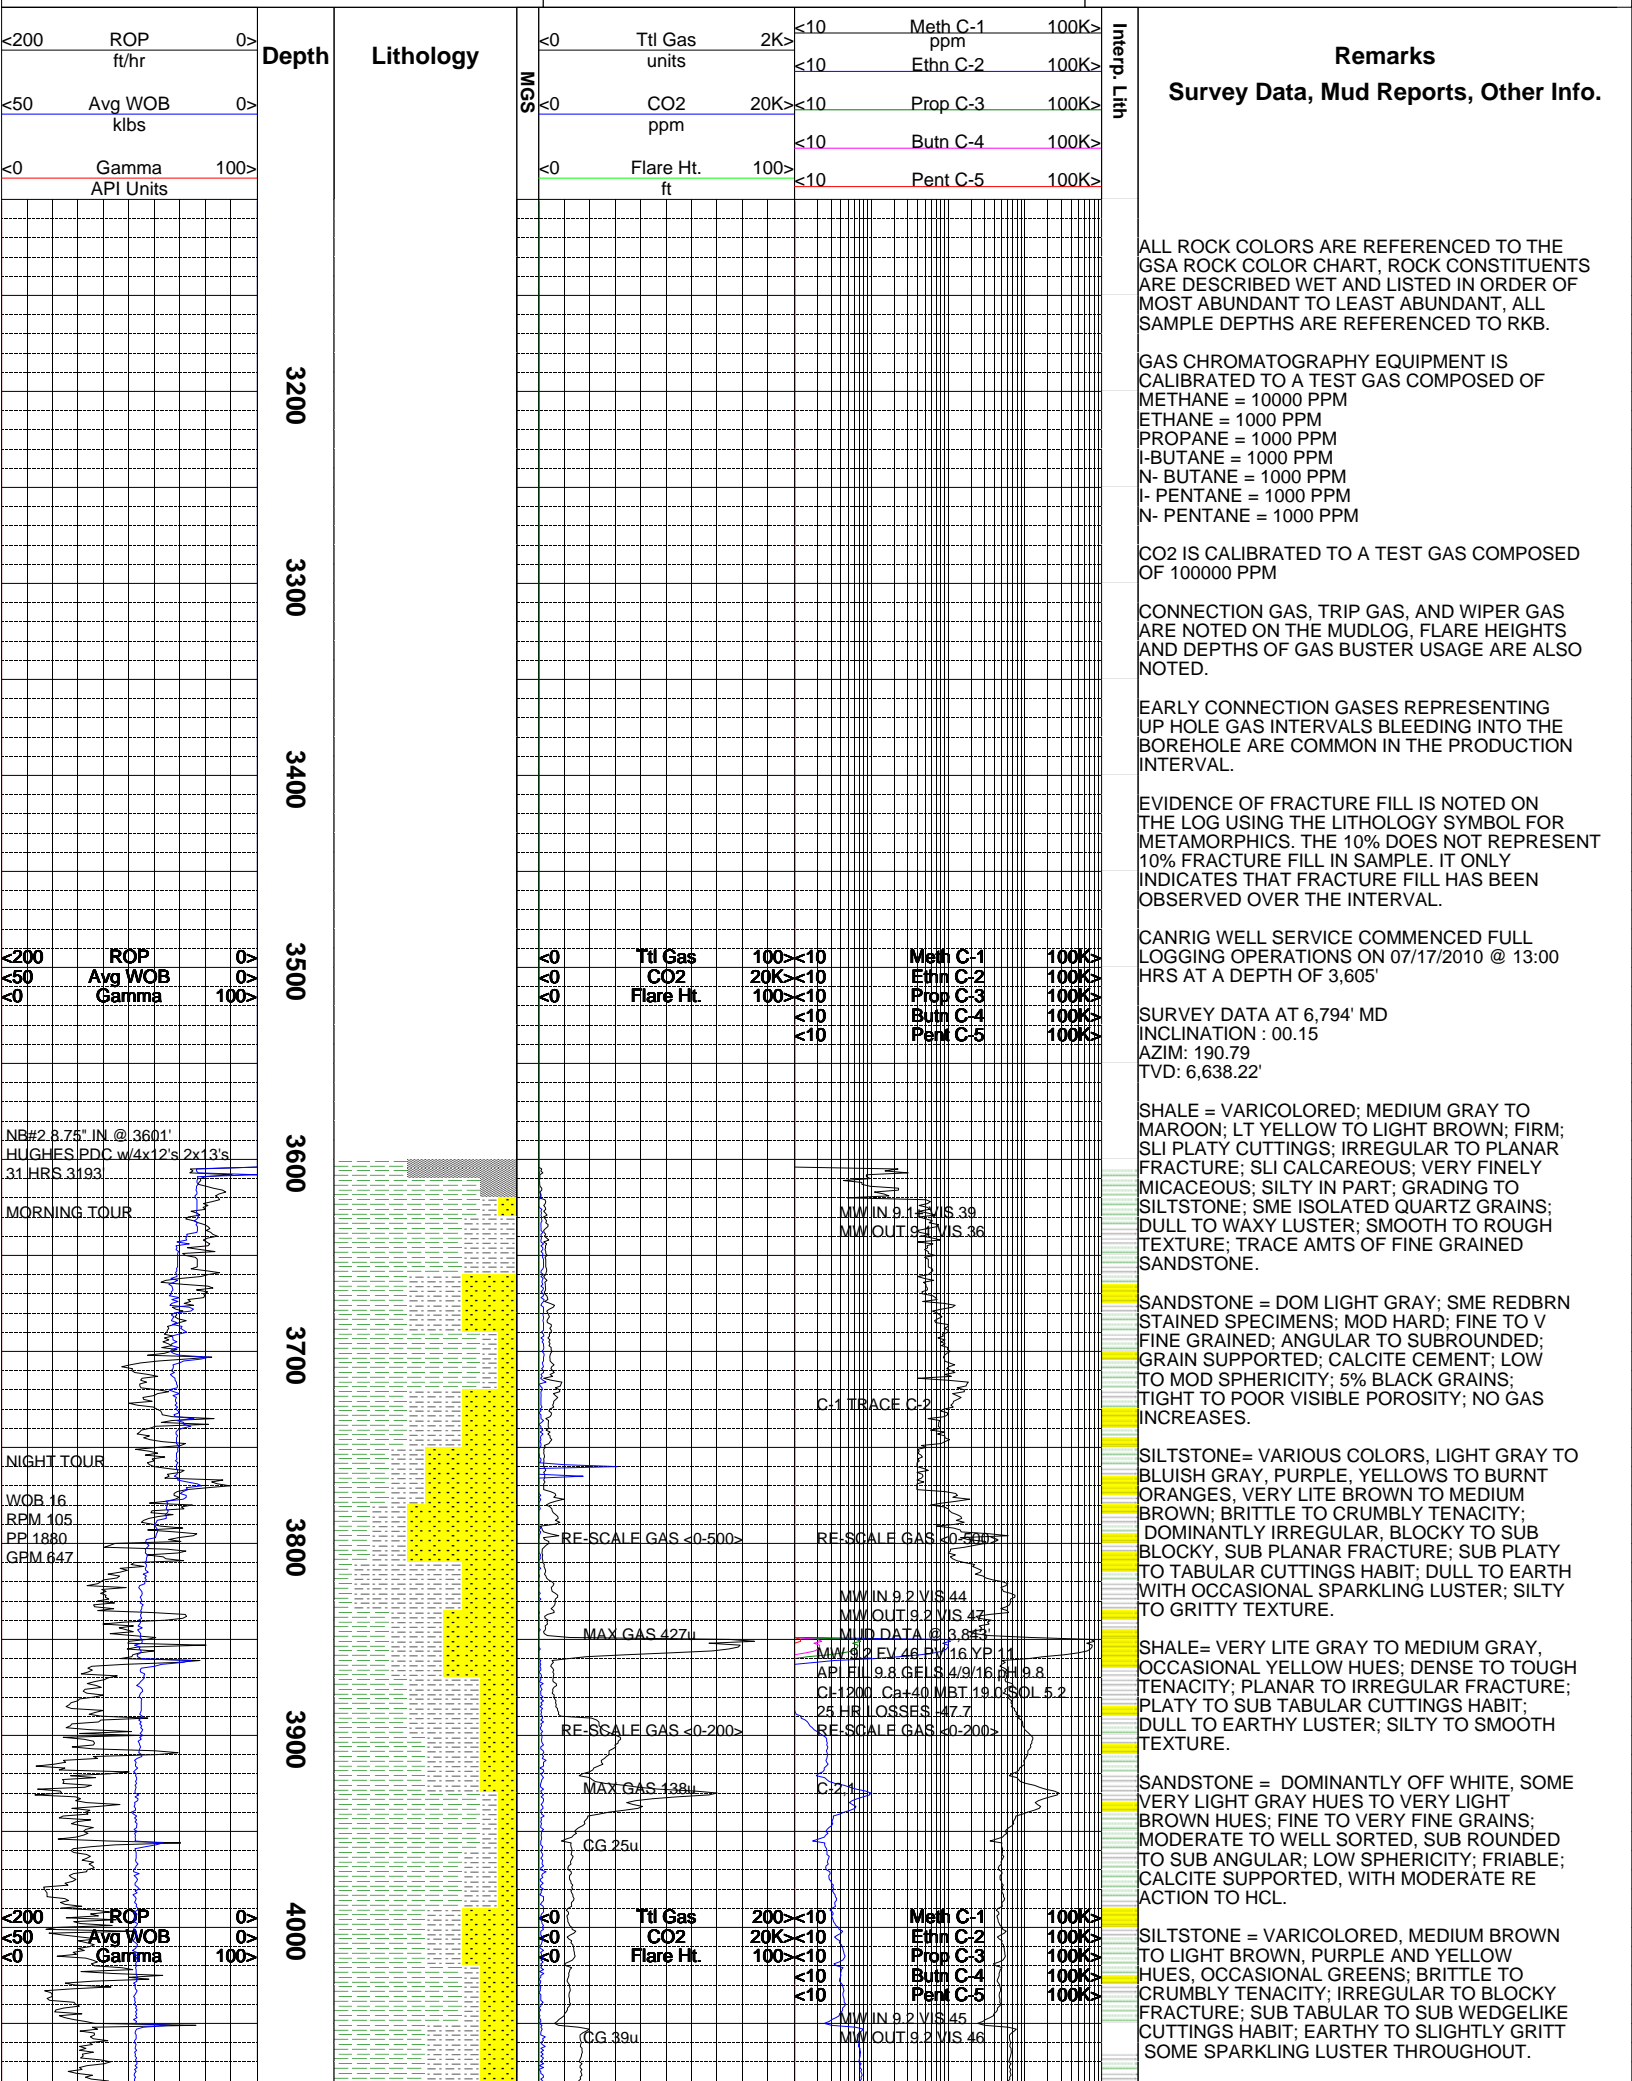 <200 ROP 0>
ft/hr
<50 Avg WOB 0>
klbs
<0 Gamma 100>
API Units
Depth
Lithology
MGS
<0 Ttl Gas 2K>
units
<0 CO2 20K>
ppm
<0 Flare Ht. 100>
ft
<10 Meth C-1 100K>
ppm
<10 Ethn C-2 100K>
<10 Prop C-3 100K>
<10 Butn C-4 100K>
<10 Pent C-5 100K>
Interp. Lith
Remarks
Survey Data, Mud Reports, Other Info.
ALL ROCK COLORS ARE REFERENCED TO THE
GSA ROCK COLOR CHART, ROCK CONSTITUENTS
ARE DESCRIBED WET AND LISTED IN ORDER OF
MOST ABUNDANT TO LEAST ABUNDANT, ALL
SAMPLE DEPTHS ARE REFERENCED TO RKB.
GAS CHROMATOGRAPHY EQUIPMENT IS
CALIBRATED TO A TEST GAS COMPOSED OF
METHANE = 10000 PPM
ETHANE = 1000 PPM
PROPANE = 1000 PPM
I-BUTANE = 1000 PPM
N- BUTANE = 1000 PPM
I- PENTANE = 1000 PPM
N- PENTANE = 1000 PPM
CO2 IS CALIBRATED TO A TEST GAS COMPOSED
OF 100000 PPM
CONNECTION GAS, TRIP GAS, AND WIPER GAS
ARE NOTED ON THE MUDLOG, FLARE HEIGHTS
AND DEPTHS OF GAS BUSTER USAGE ARE ALSO
NOTED.
EARLY CONNECTION GASES REPRESENTING
UP HOLE GAS INTERVALS BLEEDING INTO THE
BOREHOLE ARE COMMON IN THE PRODUCTION
INTERVAL.
EVIDENCE OF FRACTURE FILL IS NOTED ON
THE LOG USING THE LITHOLOGY SYMBOL FOR
METAMORPHICS. THE 10% DOES NOT REPRESENT
10% FRACTURE FILL IN SAMPLE. IT ONLY
INDICATES THAT FRACTURE FILL HAS BEEN
OBSERVED OVER THE INTERVAL.
CANRIG WELL SERVICE COMMENCED FULL
LOGGING OPERATIONS ON 07/17/2010 @ 13:00
HRS AT A DEPTH OF 3,605'
SURVEY DATA AT 6,794' MD
INCLINATION : 00.15
AZIM: 190.79
TVD: 6,638.22'
SHALE = VARICOLORED; MEDIUM GRAY TO
MAROON; LT YELLOW TO LIGHT BROWN; FIRM;
SLI PLATY CUTTINGS; IRREGULAR TO PLANAR
FRACTURE; SLI CALCAREOUS; VERY FINELY
MICACEOUS; SILTY IN PART; GRADING TO
SILTSTONE; SME ISOLATED QUARTZ GRAINS;
DULL TO WAXY LUSTER; SMOOTH TO ROUGH
TEXTURE; TRACE AMTS OF FINE GRAINED
SANDSTONE.
SANDSTONE = DOM LIGHT GRAY; SME REDBRN
STAINED SPECIMENS; MOD HARD; FINE TO V
FINE GRAINED; ANGULAR TO SUBROUNDED;
GRAIN SUPPORTED; CALCITE CEMENT; LOW
TO MOD SPHERICITY; 5% BLACK GRAINS;
TIGHT TO POOR VISIBLE POROSITY; NO GAS
INCREASES.
SILTSTONE= VARIOUS COLORS, LIGHT GRAY TO
BLUISH GRAY, PURPLE, YELLOWS TO BURNT
ORANGES, VERY LITE BROWN TO MEDIUM
BROWN; BRITTLE TO CRUMBLY TENACITY;
DOMINANTLY IRREGULAR, BLOCKY TO SUB
BLOCKY, SUB PLANAR FRACTURE; SUB PLATY
TO TABULAR CUTTINGS HABIT; DULL TO EARTH
WITH OCCASIONAL SPARKLING LUSTER; SILTY
TO GRITTY TEXTURE.
SHALE= VERY LITE GRAY TO MEDIUM GRAY,
OCCASIONAL YELLOW HUES; DENSE TO TOUGH
TENACITY; PLANAR TO IRREGULAR FRACTURE;
PLATY TO SUB TABULAR CUTTINGS HABIT;
DULL TO EARTHY LUSTER; SILTY TO SMOOTH
TEXTURE.
SANDSTONE = DOMINANTLY OFF WHITE, SOME
VERY LIGHT GRAY HUES TO VERY LIGHT
BROWN HUES; FINE TO VERY FINE GRAINS;
MODERATE TO WELL SORTED, SUB ROUNDED
TO SUB ANGULAR; LOW SPHERICITY; FRIABLE;
CALCITE SUPPORTED, WITH MODERATE RE
ACTION TO HCL.
SILTSTONE = VARICOLORED, MEDIUM BROWN
TO LIGHT BROWN, PURPLE AND YELLOW
HUES, OCCASIONAL GREENS; BRITTLE TO
CRUMBLY TENACITY; IRREGULAR TO BLOCKY
FRACTURE; SUB TABULAR TO SUB WEDGELIKE
CUTTINGS HABIT; EARTHY TO SLIGHTLY GRITT
SOME SPARKLING LUSTER THROUGHOUT.
3200
3300
3400
3500
3600
3700
3800
3900
4000
<200 ROP 0>
<50 Avg WOB 0>
<0 Gamma 100>
<0 Ttl Gas 100>
<0 CO2 20K>
<0 Flare Ht. 100>
<10 Meth C-1 100K>
<10 Ethn C-2 100K>
<10 Prop C-3 100K>
<10 Butn C-4 100K>
<10 Pent C-5 100K>
NB#2 8.75" IN @ 3601'
HUGHES PDC w/4x12's 2x13's
31 HRS 3193'
MORNING TOUR
NIGHT TOUR
WOB 16
RPM 105
PP 1880
GPM 647
MW IN 9.1+ VIS 39
MW OUT 9.1 VIS 36
C-1 TRACE C-2
RE-SCALE GAS <0-500>
RE-SCALE GAS <0-500>
MW IN 9.2 VIS 44
MW OUT 9.2 VIS 47
MAX GAS 427u
MUD DATA @ 3,843'
MW 9.2 FV 46 PV 16 YP 11
API FIL 9.8 GELS 4/9/16 pH 9.8
Cl-1200 Ca+40 MBT 19.0 SOL 5.2
25 HR LOSSES -47.7
RE-SCALE GAS <0-200>
RE-SCALE GAS <0-200>
MAX GAS 138u
C-2 1
CG 25u
<200 ROP 0>
<50 Avg WOB 0>
<0 Gamma 100>
<0 Ttl Gas 200>
<0 CO2 20K>
<0 Flare Ht. 100>
<10 Meth C-1 100K>
<10 Ethn C-2 100K>
<10 Prop C-3 100K>
<10 Butn C-4 100K>
<10 Pent C-5 100K>
MW IN 9.2 VIS 45
MW OUT 9.2 VIS 46
CG 39u